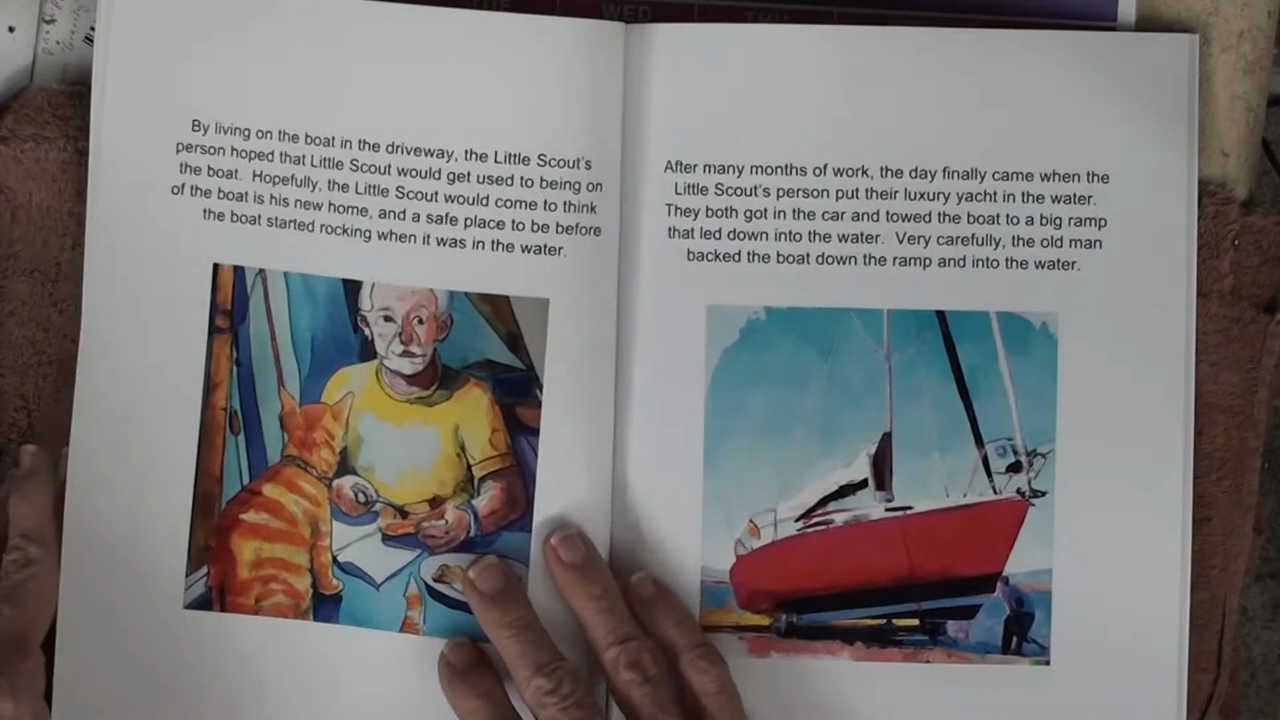 WED
THU
By living on the boat in the driveway, the Little Scout's
person hoped that Little Scout would get used to being on
the boat. Hopefully, the Little Scout would come to think
of the boat is his new home, and a safe place to be before
the boat started rocking when it was in the water.
After many months of work, the day finally came when the
Little Scout's person put their luxury yacht in the water.
They both got in the car and towed the boat to a big ramp
that led down into the water. Very carefully, the old man
backed the boat down the ramp and into the water.